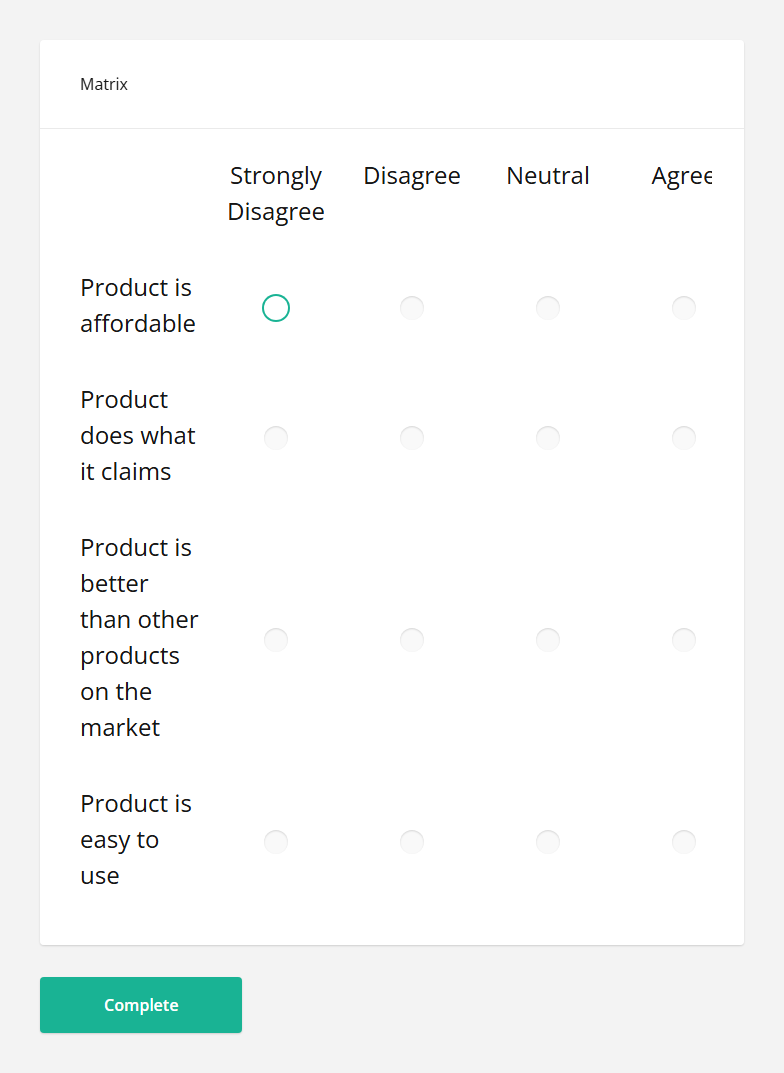 Matrix
Strongly Disagree Neutral Agree
Disagree
Product is
affordable
Product
does what
it claims
Product is
better
than other
products
on the
market
Product is
easy to
use
Complete